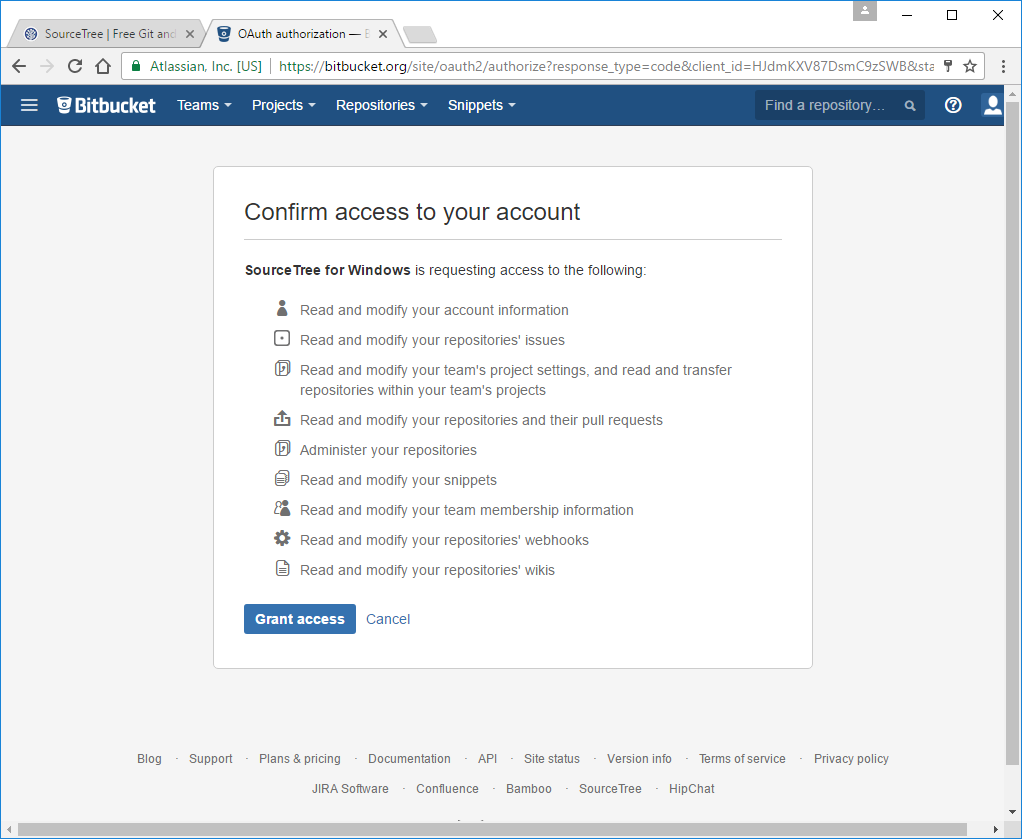 SourceTree | Free Git and
OAuth authorization —
Atlassian, Inc. [US] | https://bitbucket.org/site/oauth2/authorize?response_type=code&client_id=HJdmKXV87DsmC9zSWB&sta
Bitbucket Teams Projects Repositories Snippets Find a repository...
Confirm access to your account
SourceTree for Windows is requesting access to the following:
Read and modify your account information
Read and modify your repositories' issues
Read and modify your team's project settings, and read and transfer
repositories within your team's projects
Read and modify your repositories and their pull requests
Administer your repositories
Read and modify your snippets
Read and modify your team membership information
Read and modify your repositories' webhooks
Read and modify your repositories' wikis
Grant access Cancel
Blog · Support · Plans & pricing · Documentation · API · Site status · Version info · Terms of service · Privacy policy
JIRA Software · Confluence · Bamboo · SourceTree · HipChat